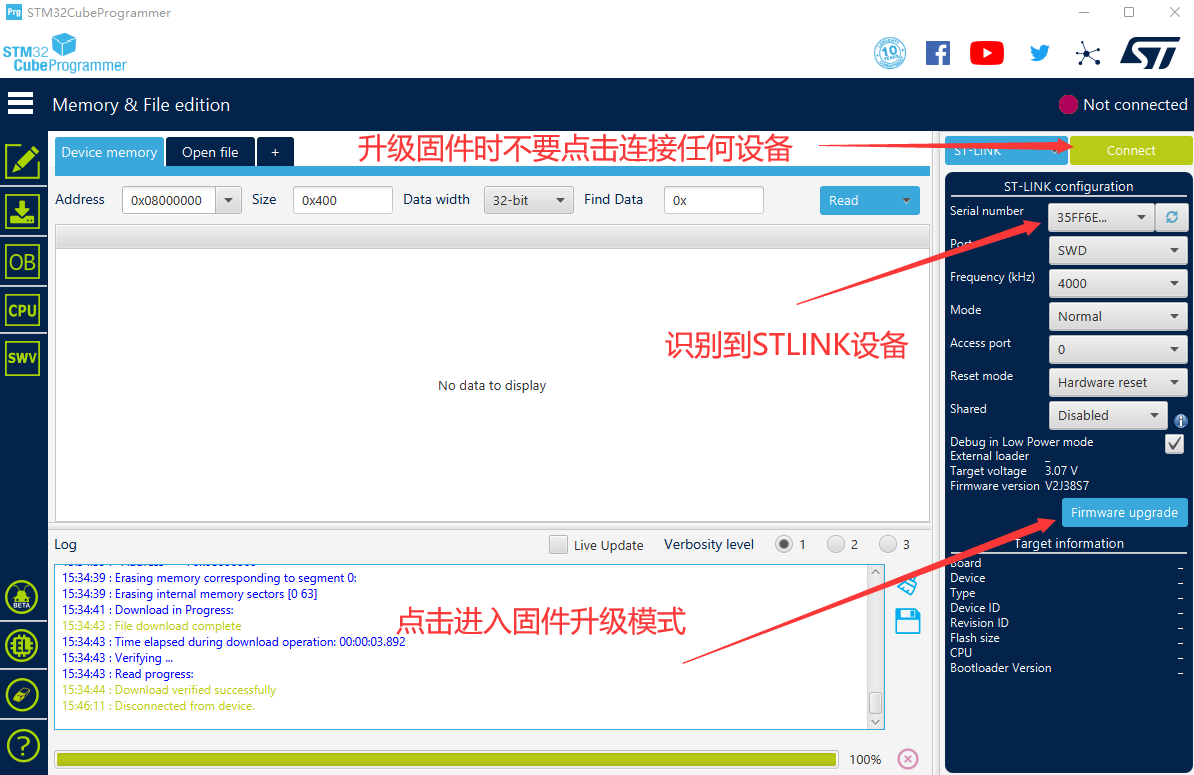 Prg STM32CubeProgrammer
STM32
CubeProgrammer
10
YEARS
Memory & File edition
Not connected
Device memory
Open file
+
升级固件时不要点击连接任何设备
ST-LINK
Connect
Address
0x08000000
Size
0x400
Data width
32-bit
Find Data
0x
Read
ST-LINK configuration
Serial number
35FF6E...
Port
SWD
Frequency (kHz)
4000
Mode
Normal
Access port
0
Reset mode
Hardware reset
Shared
Disabled
识别到STLINK设备
Debug in Low Power mode
External loader _
Target voltage 3.07 V
Firmware version V2J38S7
Firmware upgrade
No data to display
OB
CPU
SWV
Log
Live Update
Verbosity level
1
2
3
15:34:39 : Erasing memory corresponding to segment 0:
15:34:39 : Erasing internal memory sectors [0 63]
15:34:41 : Download in Progress:
15:34:43 : File download complete
15:34:43 : Time elapsed during download operation: 00:00:03.892
15:34:43 : Verifying ...
15:34:43 : Read progress:
15:34:44 : Download verified successfully
15:46:11 : Disconnected from device.
点击进入固件升级模式
100%
Target information
Board _
Device _
Type _
Device ID _
Revision ID _
Flash size _
CPU _
Bootloader Version _
BETA
EL
?